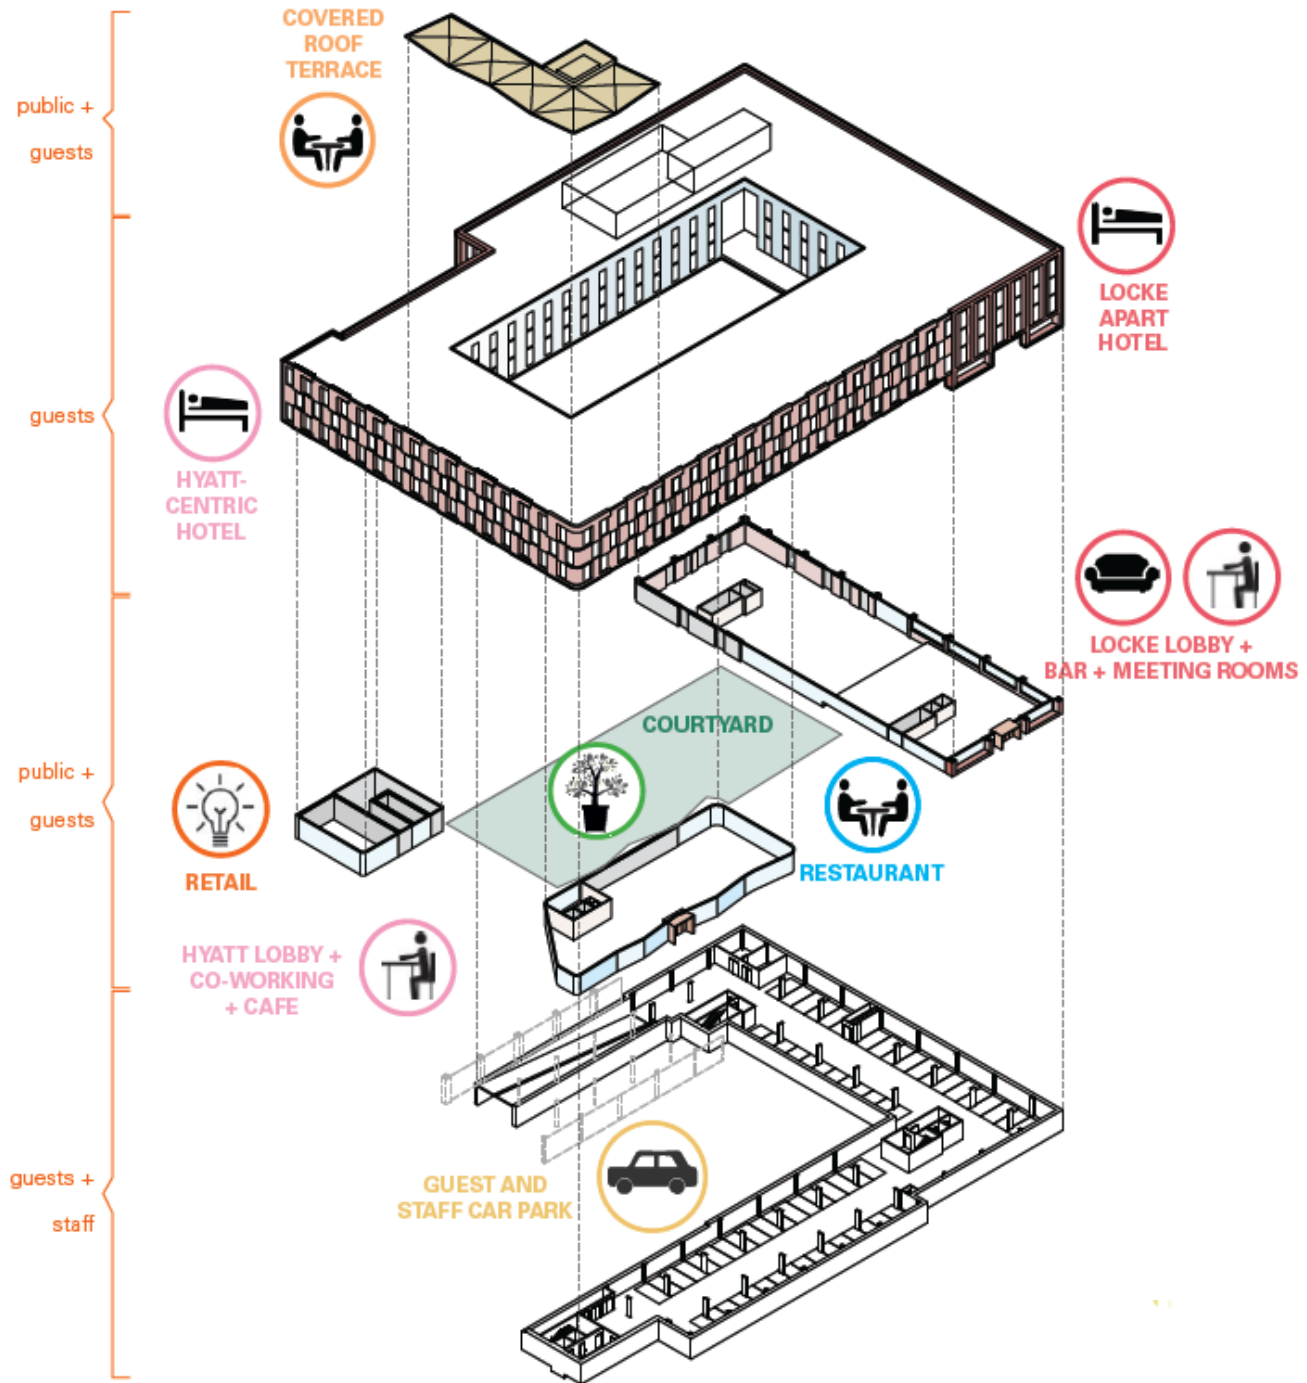 COVERED
ROOF
TERRACE
public +
guests
LOCKE
APART
HOTEL
guests
HYATT-
CENTRIC
HOTEL
LOCKE LOBBY +
BAR + MEETING ROOMS
COURTYARD
public +
guests
RETAIL
RESTAURANT
HYATT LOBBY +
CO-WORKING
+ CAFE
GUEST AND
STAFF CAR PARK
guests +
staff